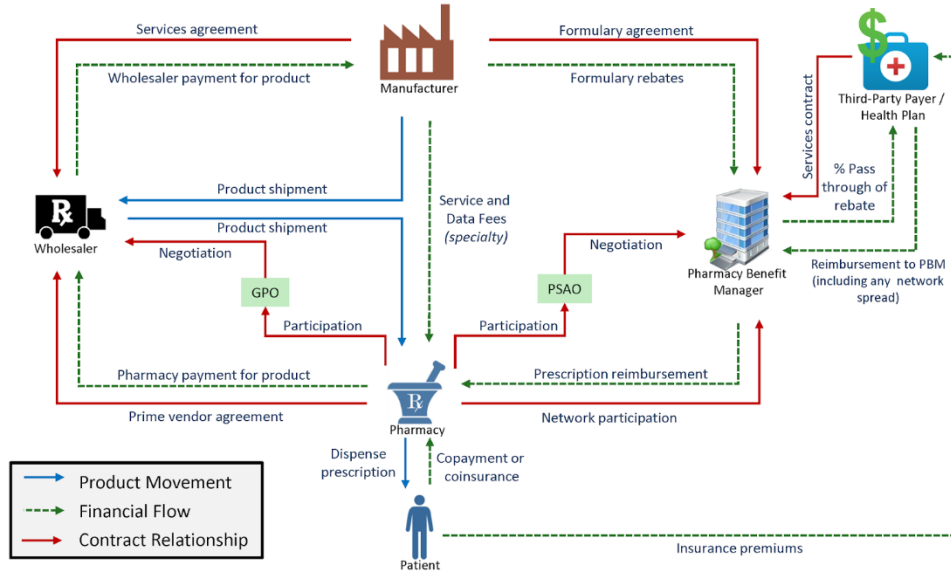 Services agreement
Formulary agreement
Wholesaler payment for product
Manufacturer
Formulary rebates
$
Third-Party Payer /
Health Plan
Services contract
% Pass
through of
rebate
Product shipment
Rx
Wholesaler
Product shipment
Service and
Data Fees
(specialty)
Negotiation
Negotiation
Pharmacy Benefit
Manager
Reimbursement to PBM
(including any network
spread)
GPO
PSAO
Participation
Participation
Pharmacy payment for product
Prescription reimbursement
Rx
Prime vendor agreement
Pharmacy
Network participation
Dispense
prescription
Copayment or
coinsurance
Product Movement
Financial Flow
Contract Relationship
Patient
Insurance premiums